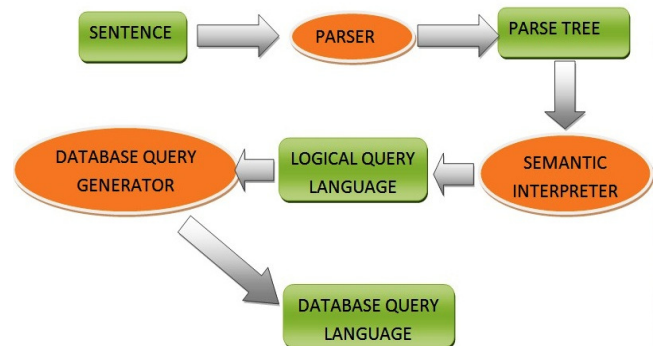 SENTENCE
PARSER
PARSE TREE
SEMANTIC
INTERPRETER
LOGICAL QUERY
LANGUAGE
DATABASE QUERY
GENERATOR
DATABASE QUERY
LANGUAGE